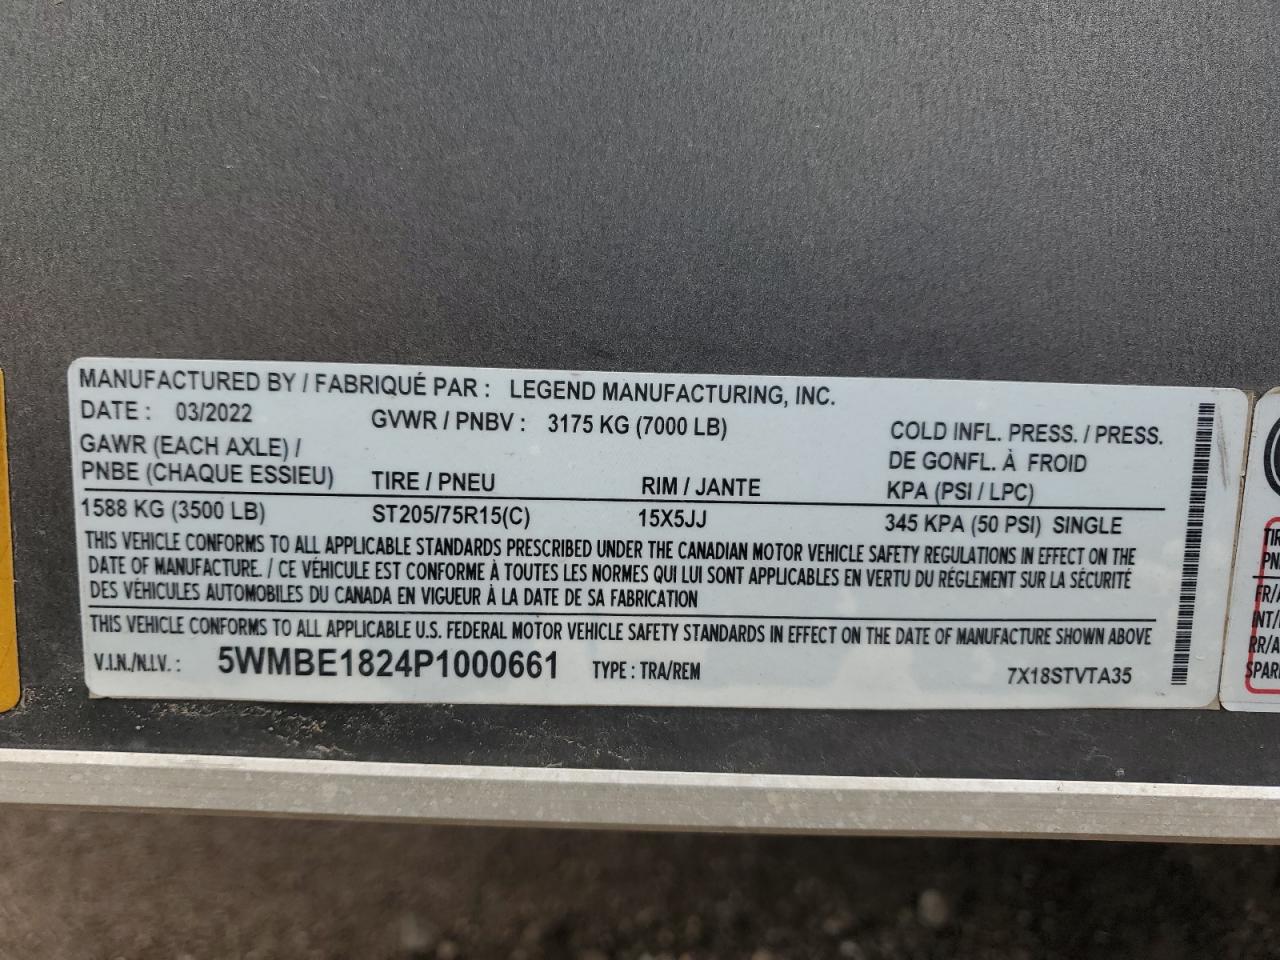 MANUFACTURED BY / FABRIQUÉ PAR : LEGEND MANUFACTURING, INC.
DATE : 03/2022 GVWR / PNBV : 3175 KG (7000 LB)
GAWR (EACH AXLE) /
PNBE (CHAQUE ESSIEU) TIRE / PNEU RIM / JANTE
COLD INFL. PRESS. / PRESS.
DE GONFL. À FROID
KPA (PSI / LPC)
1588 KG (3500 LB) ST205/75R15(C) 15X5JJ 345 KPA (50 PSI) SINGLE
THIS VEHICLE CONFORMS TO ALL APPLICABLE STANDARDS PRESCRIBED UNDER THE CANADIAN MOTOR VEHICLE SAFETY REGULATIONS IN EFFECT ON THE
DATE OF MANUFACTURE. / CE VÉHICULE EST CONFORME À TOUTES LES NORMES QUI LUI SONT APPLICABLES EN VERTU DU RÉGLEMENT SUR LA SÉCURITÉ
DES VÉHICULES AUTOMOBILES DU CANADA EN VIGUEUR À LA DATE DE SA FABRICATION
THIS VEHICLE CONFORMS TO ALL APPLICABLE U.S. FEDERAL MOTOR VEHICLE SAFETY STANDARDS IN EFFECT ON THE DATE OF MANUFACTURE SHOWN ABOVE
V.I.N./N.I.V. : 5WMBE1824P1000661 TYPE : TRA/REM 7X18STVTA35
TIR
PN
FR/A
INT/
RR/A
SPAR